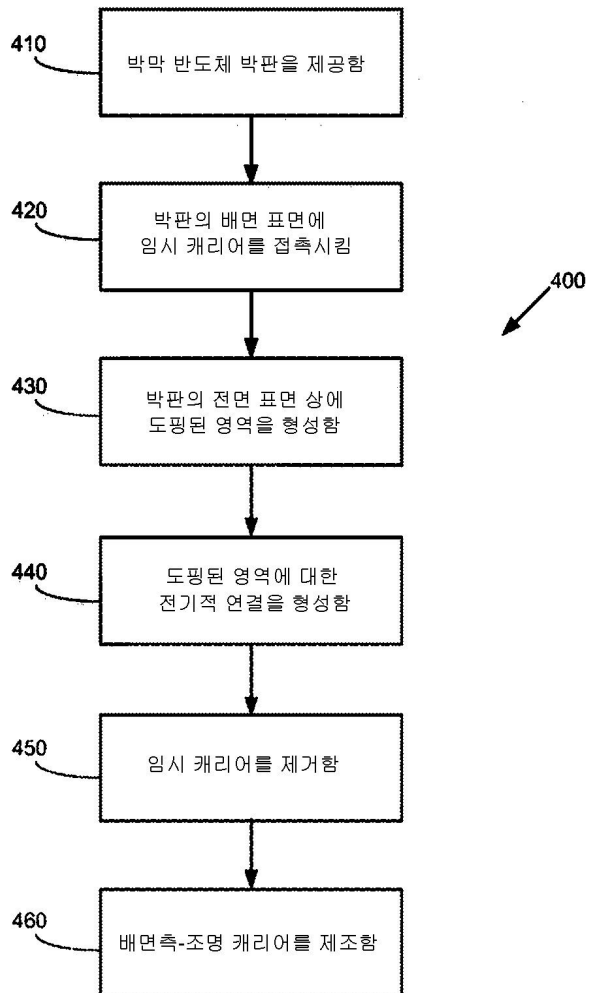 410
박막 반도체 박판을 제공함
420
박판의 배면 표면에
임시 캐리어를 접촉시킴
400
430
박판의 전면 표면 상에
도핑된 영역을 형성함
440
도핑된 영역에 대한
전기적 연결을 형성함
450
임시 캐리어를 제거함
460
배면측-조명 캐리어를 제조함